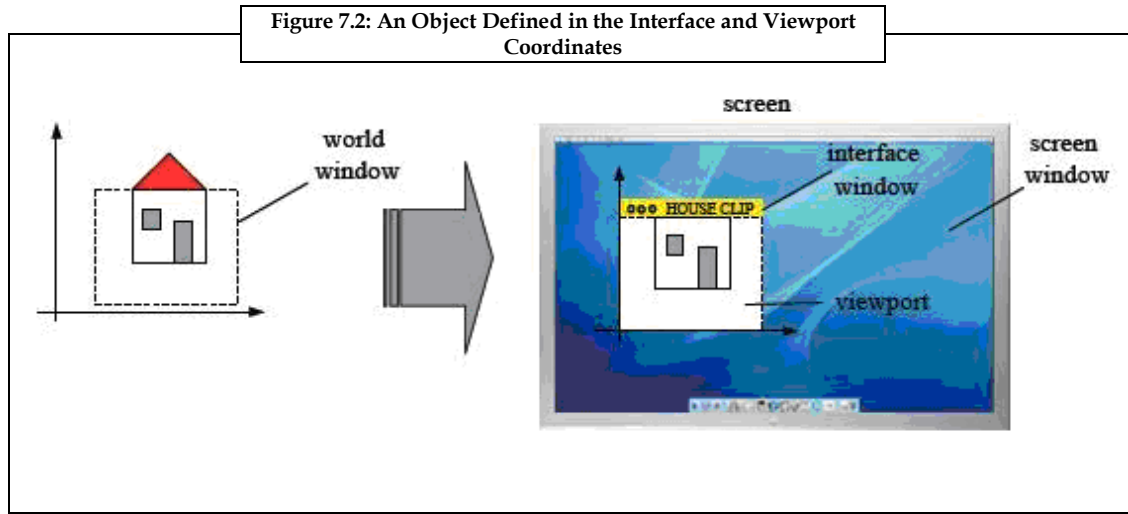 Figure 7.2: An Object Defined in the Interface and Viewport
Coordinates
screen
world
window
interface
window
screen
window
HOUSE CLIP
viewport